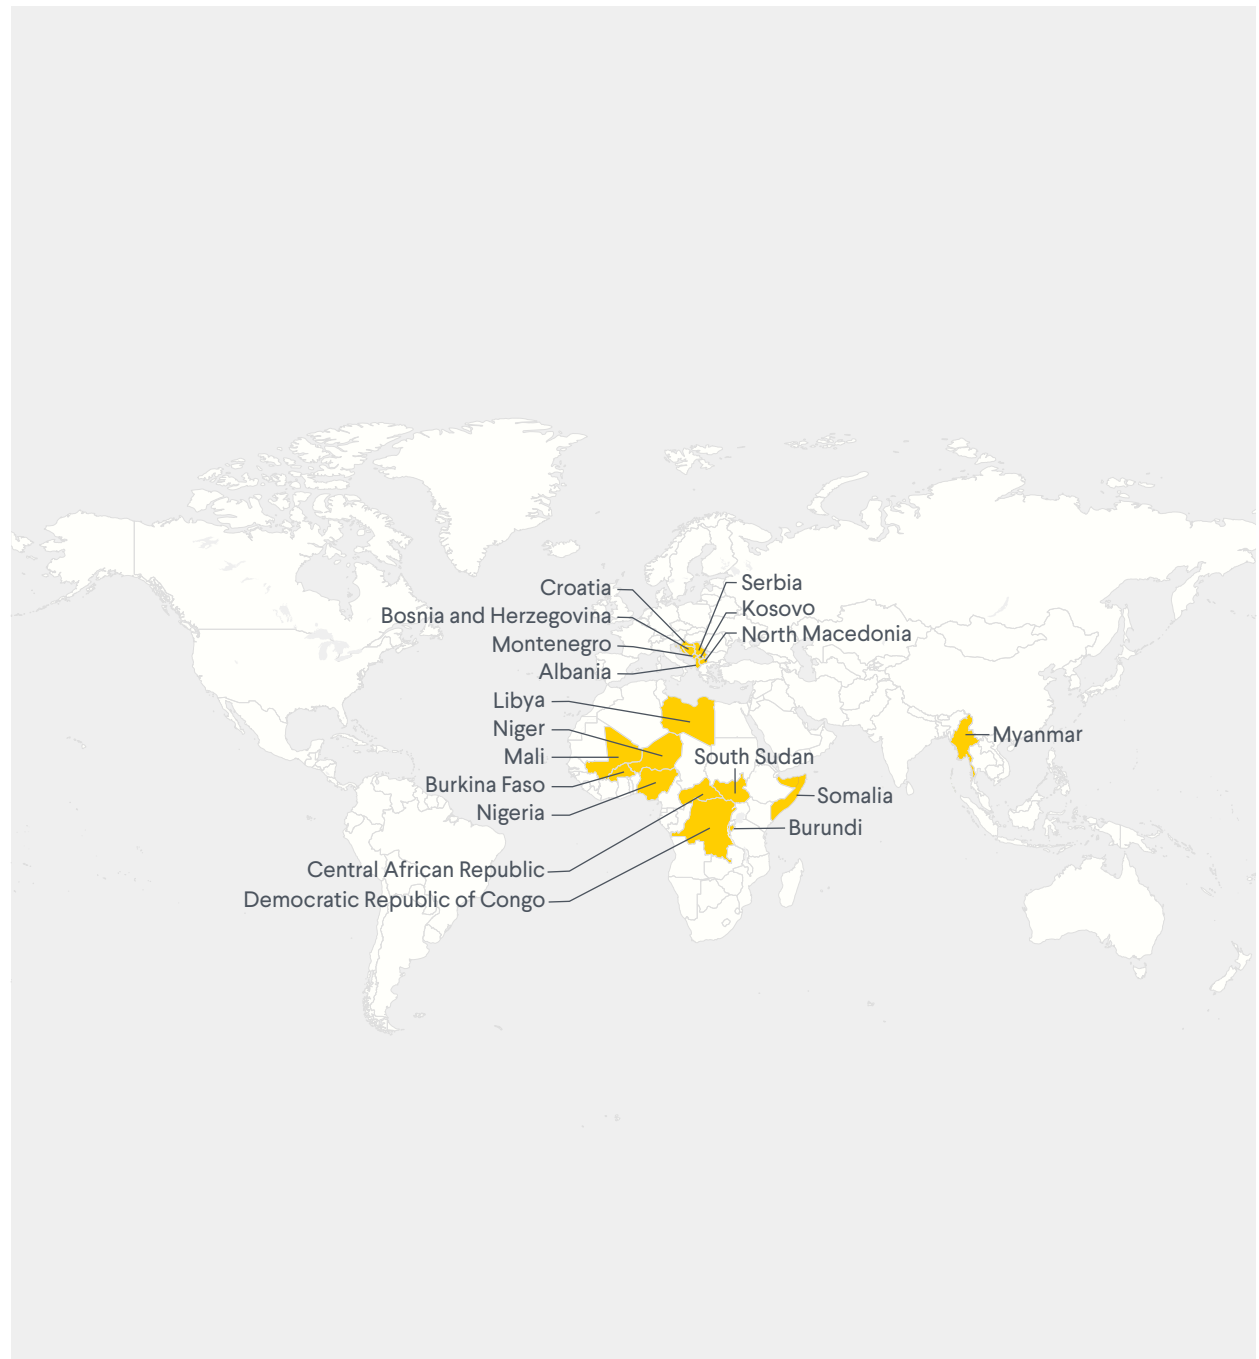 Croatia
Bosnia and Herzegovina
Montenegro
Albania
Libya
Niger
Mali
Burkina Faso
Nigeria
Central African Republic
Democratic Republic of Congo
Serbia
Kosovo
North Macedonia
South Sudan
Somalia
Burundi
Myanmar